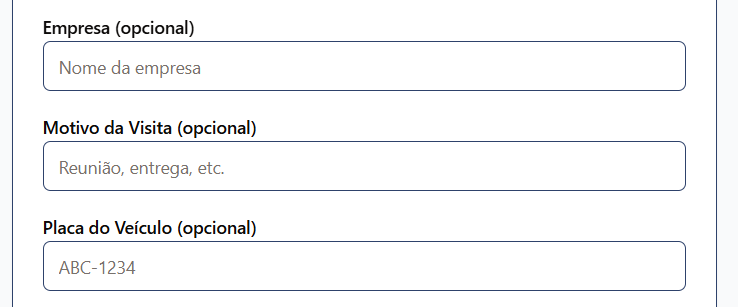 Empresa (opcional)
Nome da empresa
Motivo da Visita (opcional)
Reunião, entrega, etc.
Placa do Veículo (opcional)
ABC-1234